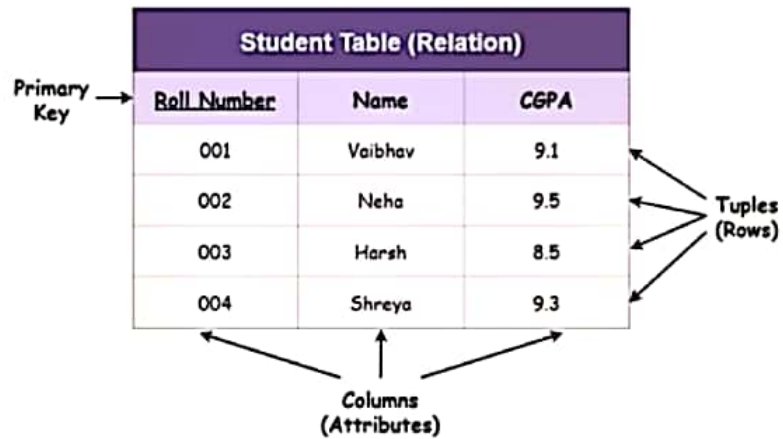 Student Table (Relation)
Primary
Key
Roll Number Name CGPA
001 Vaibhav 9.1
002 Neha 9.5
003 Harsh 8.5
004 Shreya 9.3
Tuples
(Rows)
Columns
(Attributes)